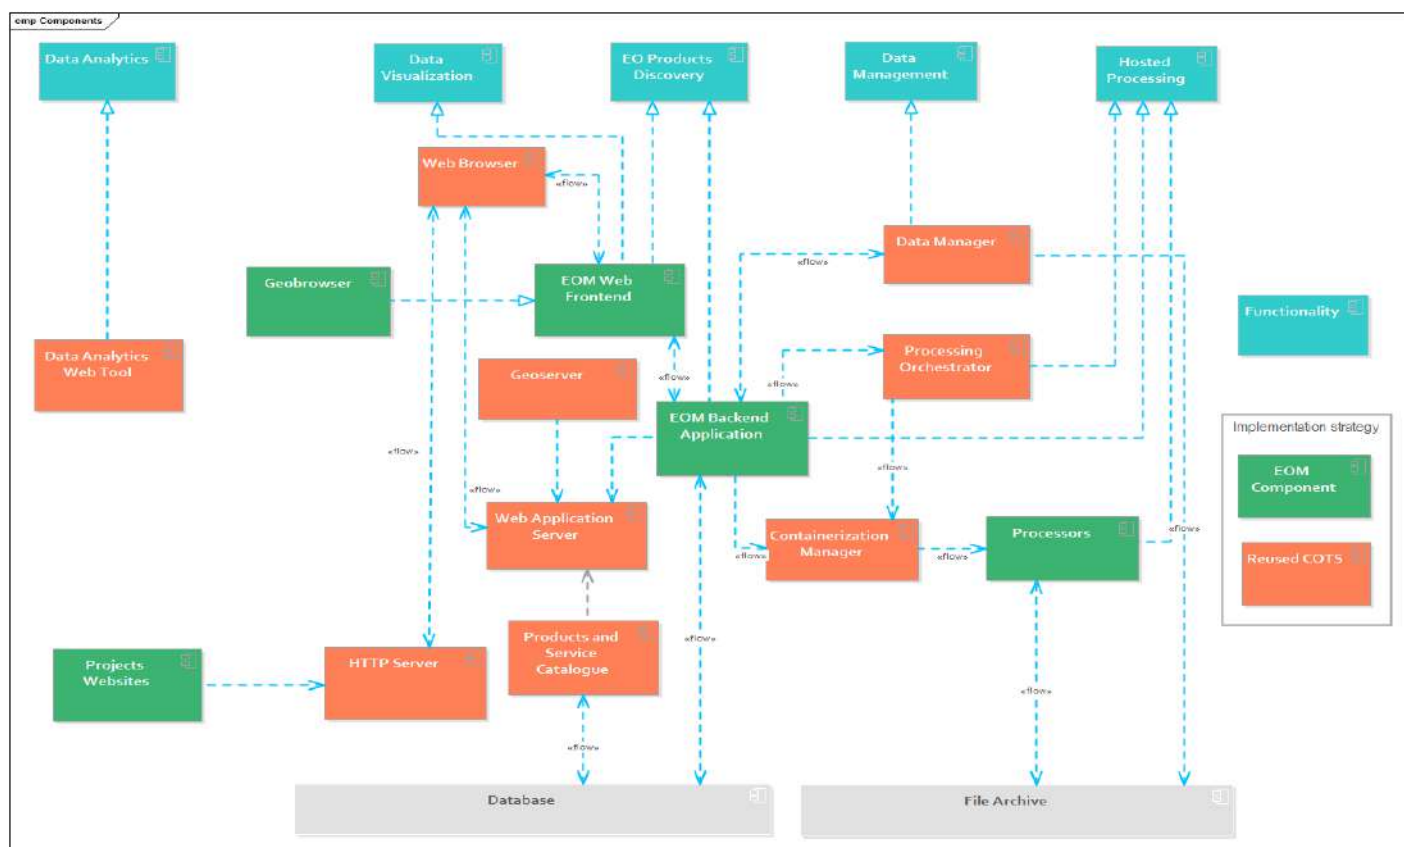 cmp Components
Data Analytics
Data
Visualization
EO Products
Discovery
Data
Management
Hosted
Processing
Web Browser
«flow»
Data Manager
«flow»
Geobrowser
EOM Web
Frontend
Functionality
Data Analytics
Web Tool
Geoserver
«flow»
«flow»
Processing
Orchestrator
EOM Backend
Application
Implementation strategy
EOM
Component
«flow»
«flow»
«flow»
Web Application
Server
Containerization
Manager
Processors
«flow»
«flow»
«flow»
Reused COTS
Projects
Websites
HTTP Server
Products and
Service
Catalogue
«flow»
«flow»
«flow»
Database
File Archive